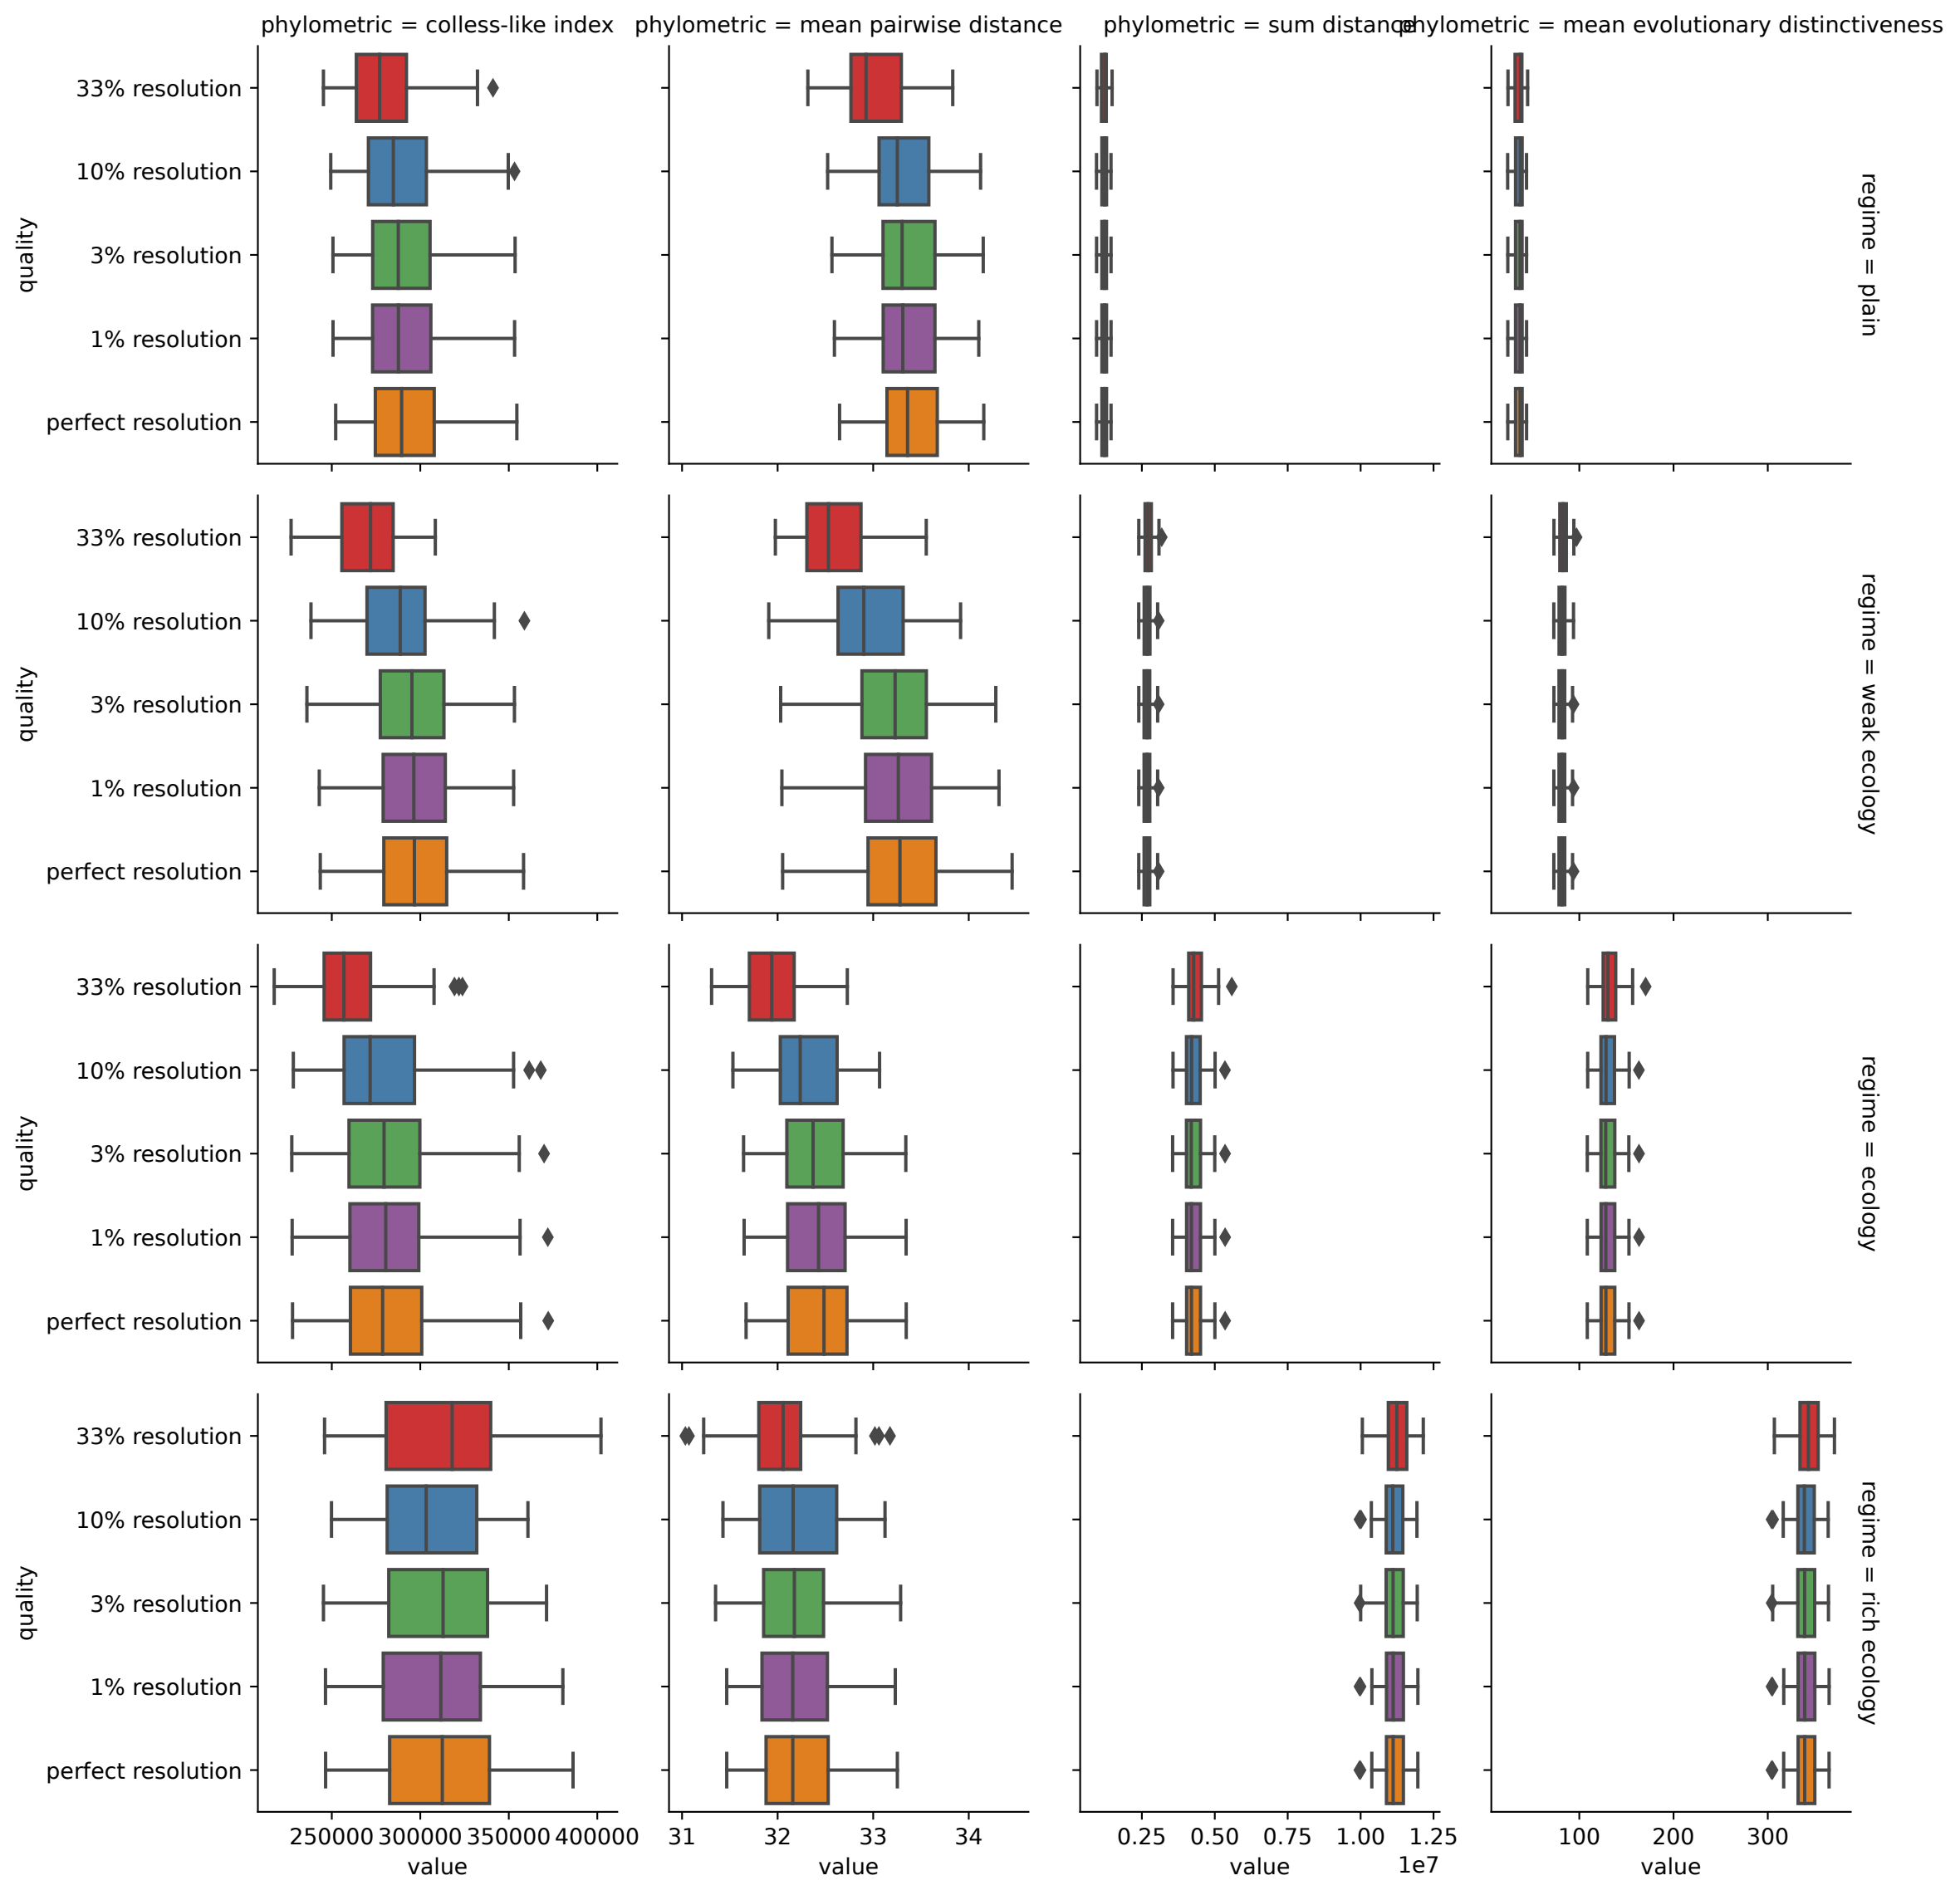 phylometric = colless-like index
phylometric = mean pairwise distance
phylometric = sum distance
phylometric = mean evolutionary distinctiveness
quality
33% resolution
10% resolution
3% resolution
1% resolution
perfect resolution
regime = plain
quality
33% resolution
10% resolution
3% resolution
1% resolution
perfect resolution
regime = weak ecology
quality
33% resolution
10% resolution
3% resolution
1% resolution
perfect resolution
regime = ecology
quality
33% resolution
10% resolution
3% resolution
1% resolution
perfect resolution
regime = rich ecology
250000 300000 350000 400000
value
31 32 33 34
value
0.25 0.50 0.75 1.00 1.25
1e7
value
100 200 300
value